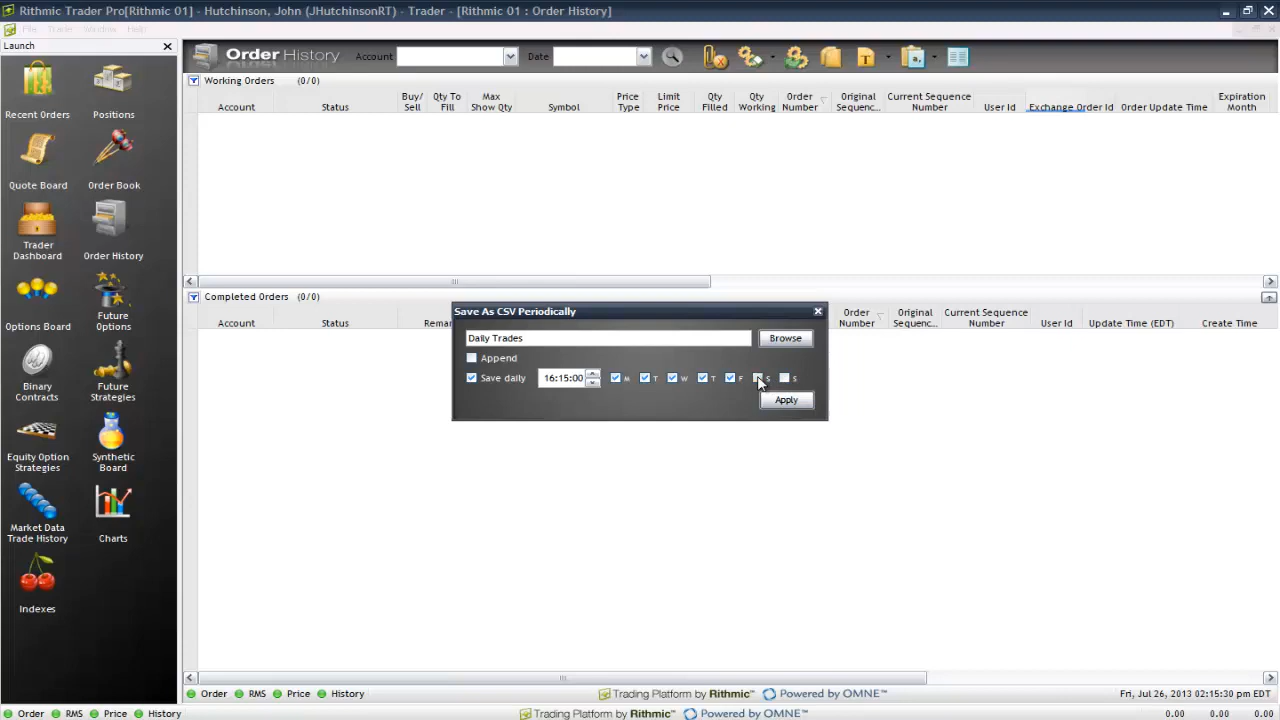 Rithmic Trader Pro[Rithmic 01] - Hutchinson, John (JHutchinsonRT) - Trader - [Rithmic 01 : Order History]
File Trade Window Help
Launch
Recent Orders
Positions
Quote Board
Order Book
Trader Dashboard
Order History
Options Board
Future Options
Binary Contracts
Future Strategies
Equity Option Strategies
Synthetic Board
Market Data Trade History
Charts
Indexes
Order History Account Date
Working Orders (0/0)
Account Status Buy/Sell Qty To Fill Max Show Qty Symbol Price Type Limit Price Qty Filled Qty Working Order Number Original Sequenc... Current Sequence Number User Id Exchange Order Id Order Update Time Expiration Month
Completed Orders (0/0)
Account Status Remar Order Number Original Sequenc... Current Sequence Number User Id Update Time (EDT) Create Time
Save As CSV Periodically
Daily Trades Browse
Append
Save daily 16:15:00 M T W T F S S
Apply
Order RMS Price History Trading Platform by Rithmic™ Powered by OMNE™ Fri, Jul 26, 2013 02:15:30 pm EDT
Order RMS Price History Trading Platform by Rithmic™ Powered by OMNE™ 0.00 0.00 0.00